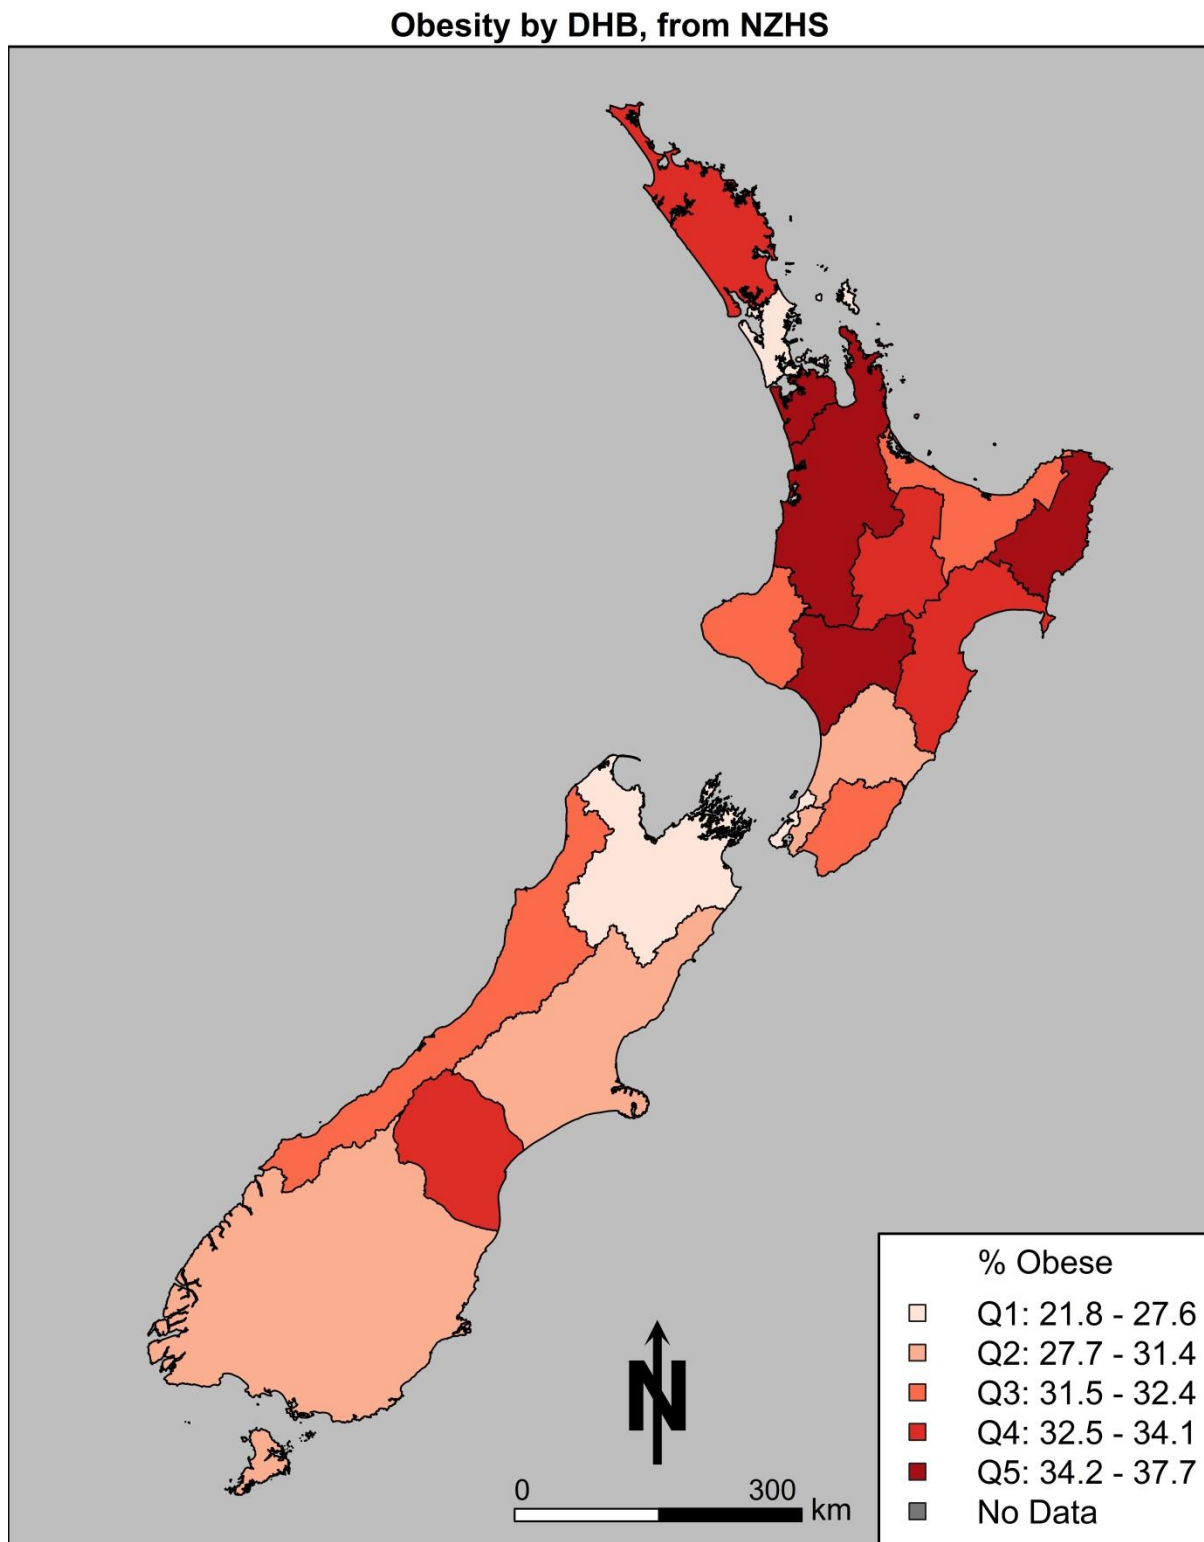 Obesity by DHB, from NZHS
% Obese
Q1: 21.8 - 27.6
Q2: 27.7 - 31.4
Q3: 31.5 - 32.4
Q4: 32.5 - 34.1
Q5: 34.2 - 37.7
No Data
N
0 300
km